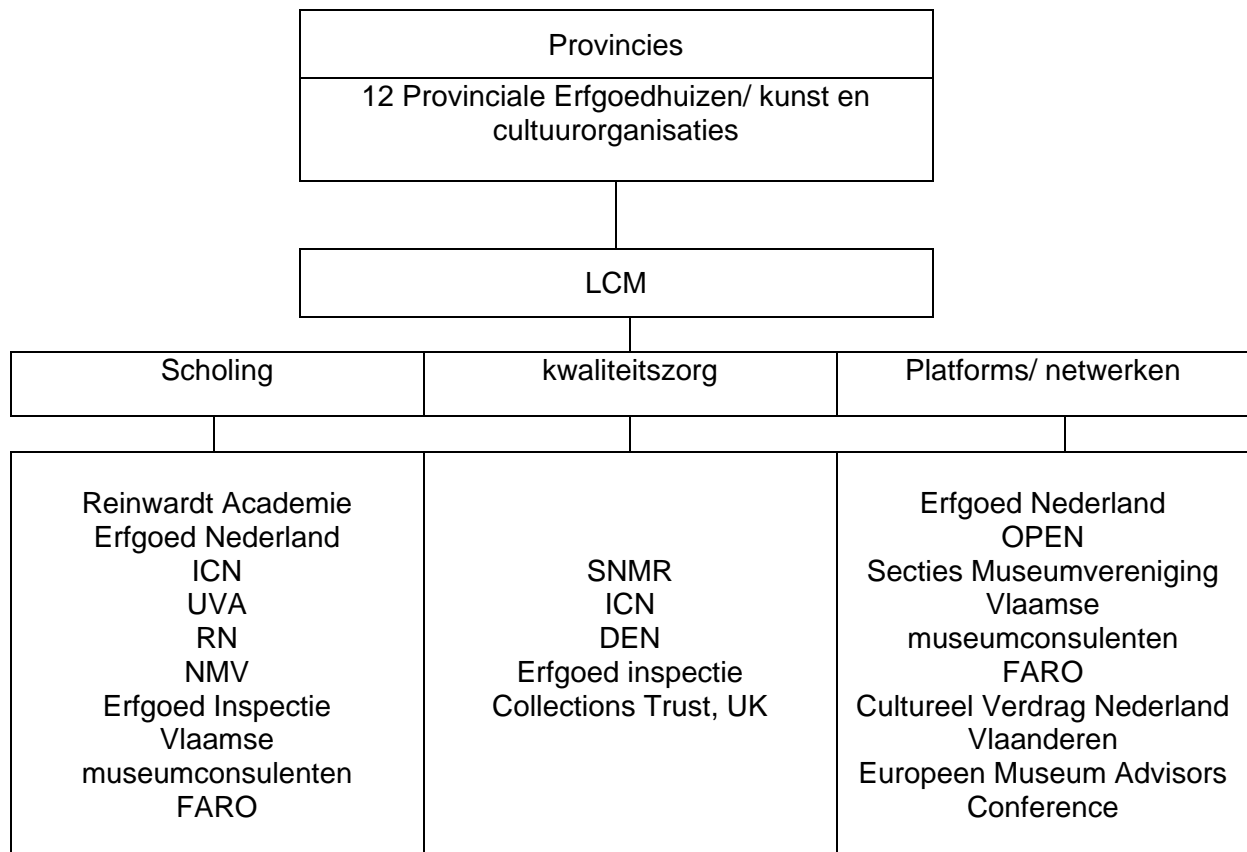 Provincies
12 Provinciale Erfgoedhuizen/ kunst en
cultuurorganisaties
LCM
Scholing
kwaliteitszorg
Platforms/ netwerken
Reinwardt Academie
Erfgoed Nederland
ICN
UVA
RN
NMV
Erfgoed Inspectie
Vlaamse
museumconsulenten
FARO
SNMR
ICN
DEN
Erfgoed inspectie
Collections Trust, UK
Erfgoed Nederland
OPEN
Secties Museumvereniging
Vlaamse
museumconsulenten
FARO
Cultureel Verdrag Nederland
Vlaanderen
Europeen Museum Advisors
Conference